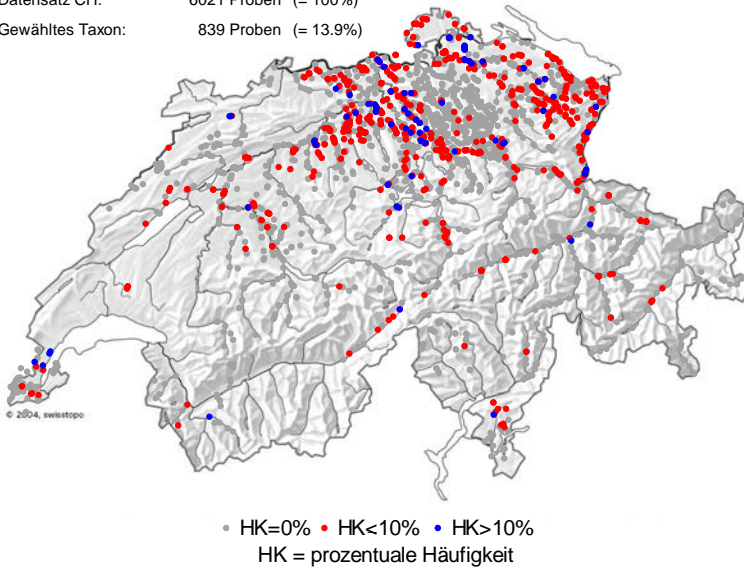 Datensatz CH: 6021 Proben (= 100%)
Gewähltes Taxon: 839 Proben (= 13.9%)
© 2004, swisstopo
HK=0% HK<10% HK>10%
HK = prozentuale Häufigkeit